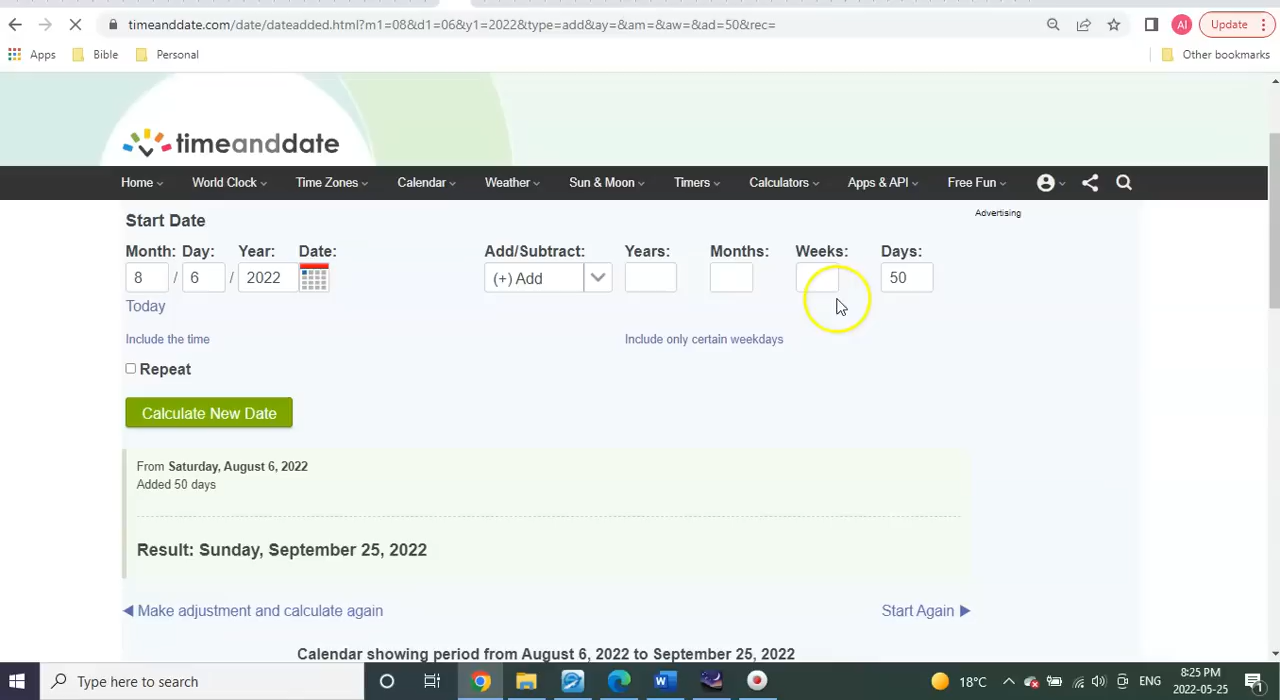 timeanddate.com/date/dateadded.html?m1=08&d1=06&y1=2022&type=add&ay=&am=&aw=&ad=50&rec=
AI
Update
Apps Bible Personal Other bookmarks
timeanddate
Home World Clock Time Zones Calendar Weather Sun & Moon Timers Calculators Apps & API Free Fun
Advertising
Start Date
Month: Day: Year: Date: Add/Subtract: Years: Months: Weeks: Days:
8 / 6 / 2022 (+) Add 50
Today
Include the time Include only certain weekdays
Repeat
Calculate New Date
From Saturday, August 6, 2022
Added 50 days
Result: Sunday, September 25, 2022
Make adjustment and calculate again Start Again
Calendar showing period from August 6, 2022 to September 25, 2022
Type here to search
18°C
ENG
8:25 PM
2022-05-25
1